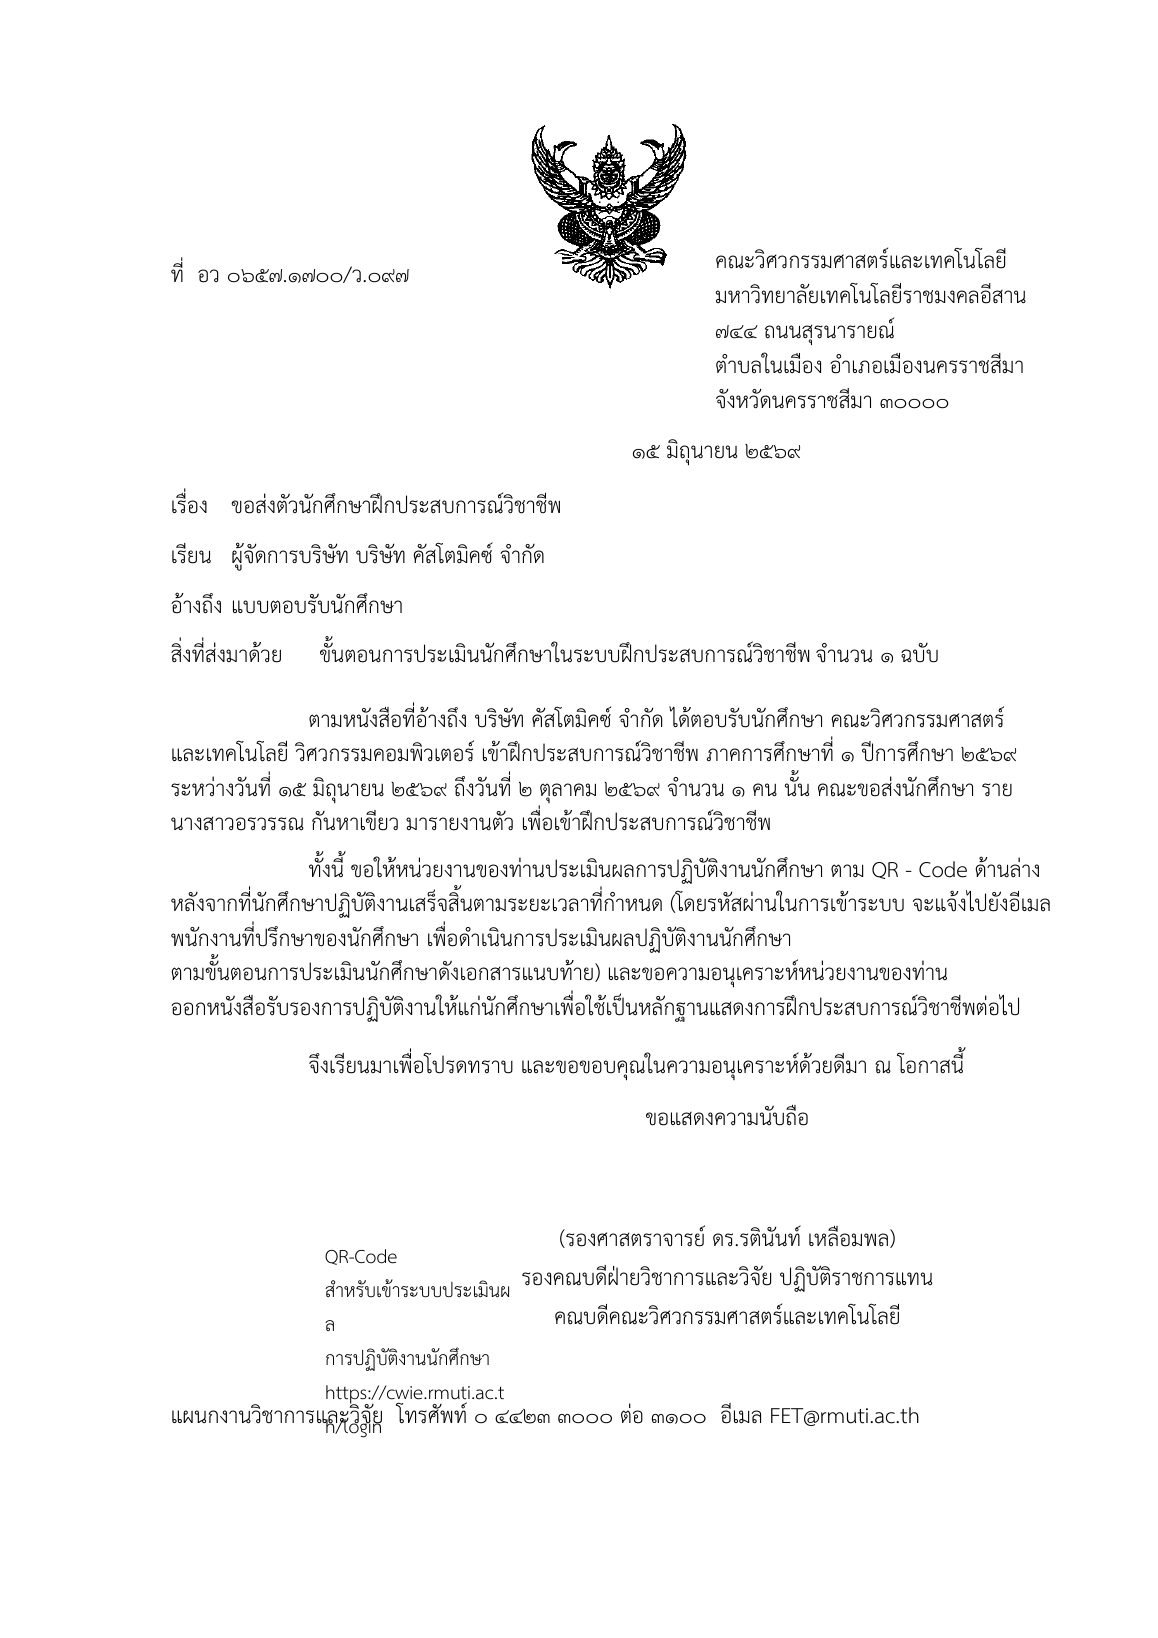 ที่ อว ๐๖๕๗.๑๗๐๐/ว.๐๙๗
คณะวิศวกรรมศาสตร์และเทคโนโลยี
มหาวิทยาลัยเทคโนโลยีราชมงคลอีสาน
๗๔๔ ถนนสุรนารายณ์
ตำบลในเมือง อำเภอเมืองนครราชสีมา
จังหวัดนครราชสีมา ๓๐๐๐๐
๑๕ มิถุนายน ๒๕๖๙
เรื่อง ขอส่งตัวนักศึกษาฝึกประสบการณ์วิชาชีพ
เรียน ผู้จัดการบริษัท บริษัท คัสโตมิคซ์ จำกัด
อ้างถึง แบบตอบรับนักศึกษา
สิ่งที่ส่งมาด้วย ขั้นตอนการประเมินนักศึกษาในระบบฝึกประสบการณ์วิชาชีพ จำนวน ๑ ฉบับ
ตามหนังสือที่อ้างถึง บริษัท คัสโตมิคซ์ จำกัด ได้ตอบรับนักศึกษา คณะวิศวกรรมศาสตร์
และเทคโนโลยี วิศวกรรมคอมพิวเตอร์ เข้าฝึกประสบการณ์วิชาชีพ ภาคการศึกษาที่ ๑ ปีการศึกษา ๒๕๖๙
ระหว่างวันที่ ๑๕ มิถุนายน ๒๕๖๙ ถึงวันที่ ๒ ตุลาคม ๒๕๖๙ จำนวน ๑ คน นั้น คณะขอส่งนักศึกษา ราย
นางสาวอรวรรณ กันหาเขียว มารายงานตัว เพื่อเข้าฝึกประสบการณ์วิชาชีพ
ทั้งนี้ ขอให้หน่วยงานของท่านประเมินผลการปฏิบัติงานนักศึกษา ตาม QR - Code ด้านล่าง
หลังจากที่นักศึกษาปฏิบัติงานเสร็จสิ้นตามระยะเวลาที่กำหนด (โดยรหัสผ่านในการเข้าระบบ จะแจ้งไปยังอีเมล
พนักงานที่ปรึกษาของนักศึกษา เพื่อดำเนินการประเมินผลปฏิบัติงานนักศึกษา
ตามขั้นตอนการประเมินนักศึกษาดังเอกสารแนบท้าย) และขอความอนุเคราะห์หน่วยงานของท่าน
ออกหนังสือรับรองการปฏิบัติงานให้แก่นักศึกษาเพื่อใช้เป็นหลักฐานแสดงการฝึกประสบการณ์วิชาชีพต่อไป
จึงเรียนมาเพื่อโปรดทราบ และขอขอบคุณในความอนุเคราะห์ด้วยดีมา ณ โอกาสนี้
ขอแสดงความนับถือ
(รองศาสตราจารย์ ดร.รตินันท์ เหลือมพล)
รองคณบดีฝ่ายวิชาการและวิจัย ปฏิบัติราชการแทน
คณบดีคณะวิศวกรรมศาสตร์และเทคโนโลยี
QR-Code
สำหรับเข้าระบบประเมินผ
ล
การปฏิบัติงานนักศึกษา
https://cwie.rmuti.ac.t
h/login
แผนกงานวิชาการและวิจัย โทรศัพท์ ๐ ๔๔๒๓ ๓๐๐๐ ต่อ ๓๑๐๐ อีเมล FET@rmuti.ac.th